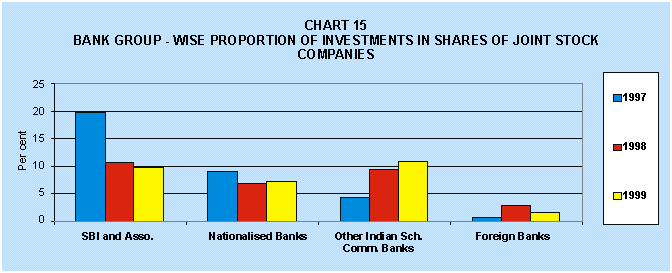 CHART 15
BANK GROUP - WISE PROPORTION OF INVESTMENTS IN SHARES OF JOINT STOCK
COMPANIES
25
20
15
10
5
0
Per cent
SBI and Asso.
Nationalised Banks
Other Indian Sch.
Comm. Banks
Foreign Banks
1997
1998
1999